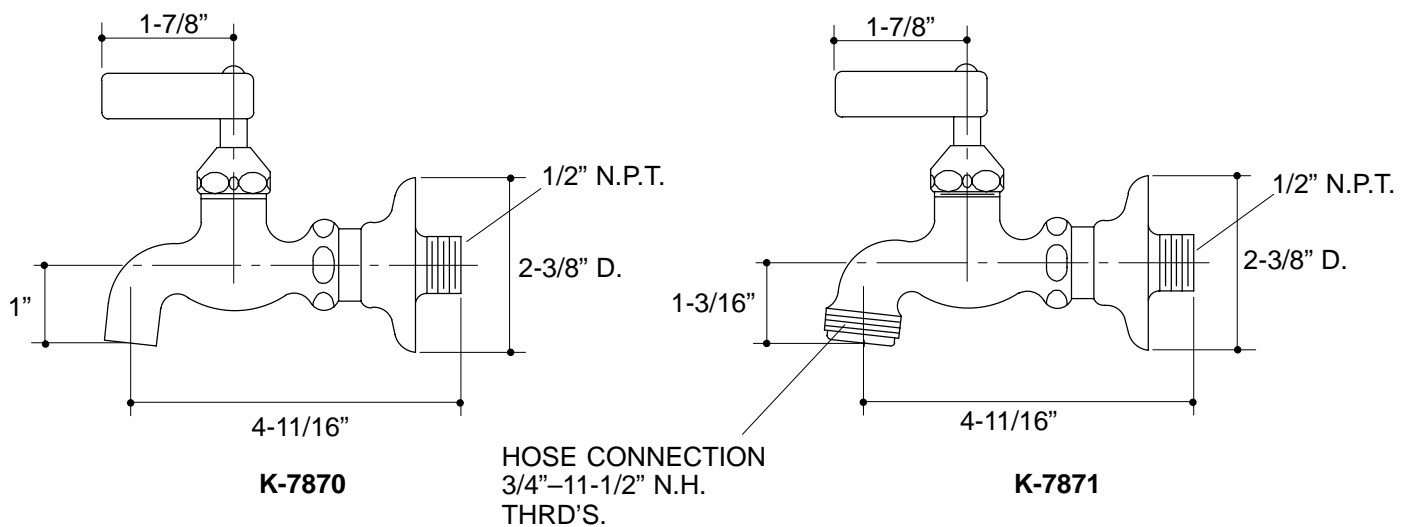 1-7/8”
1/2” N.P.T.
2-3/8” D.
1”
4-11/16”
K-7870
1-7/8”
1/2” N.P.T.
2-3/8” D.
1-3/16”
4-11/16”
HOSE CONNECTION
3/4”–11-1/2” N.H.
THRD’S.
K-7871